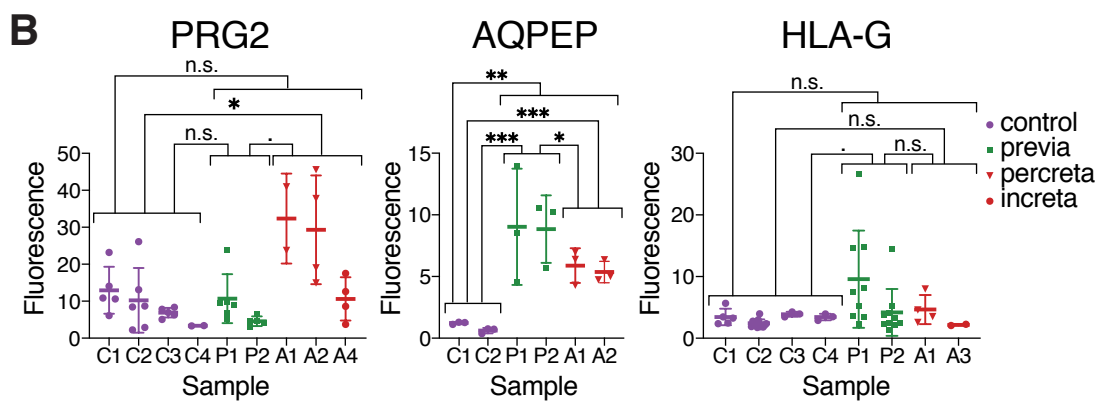 B
PRG2
n.s.
*
n.s.
.
Fluorescence
50
40
30
20
10
0
C1 C2 C3 C4 P1 P2 A1 A2 A4
Sample
AQPEP
**
***
***
*
Fluorescence
15
10
5
0
C1 C2 P1 P2 A1 A2
Sample
HLA-G
n.s.
n.s.
.
n.s.
Fluorescence
30
20
10
0
C1 C2 C3 C4 P1 P2 A1 A3
Sample
control
previa
percreta
increta